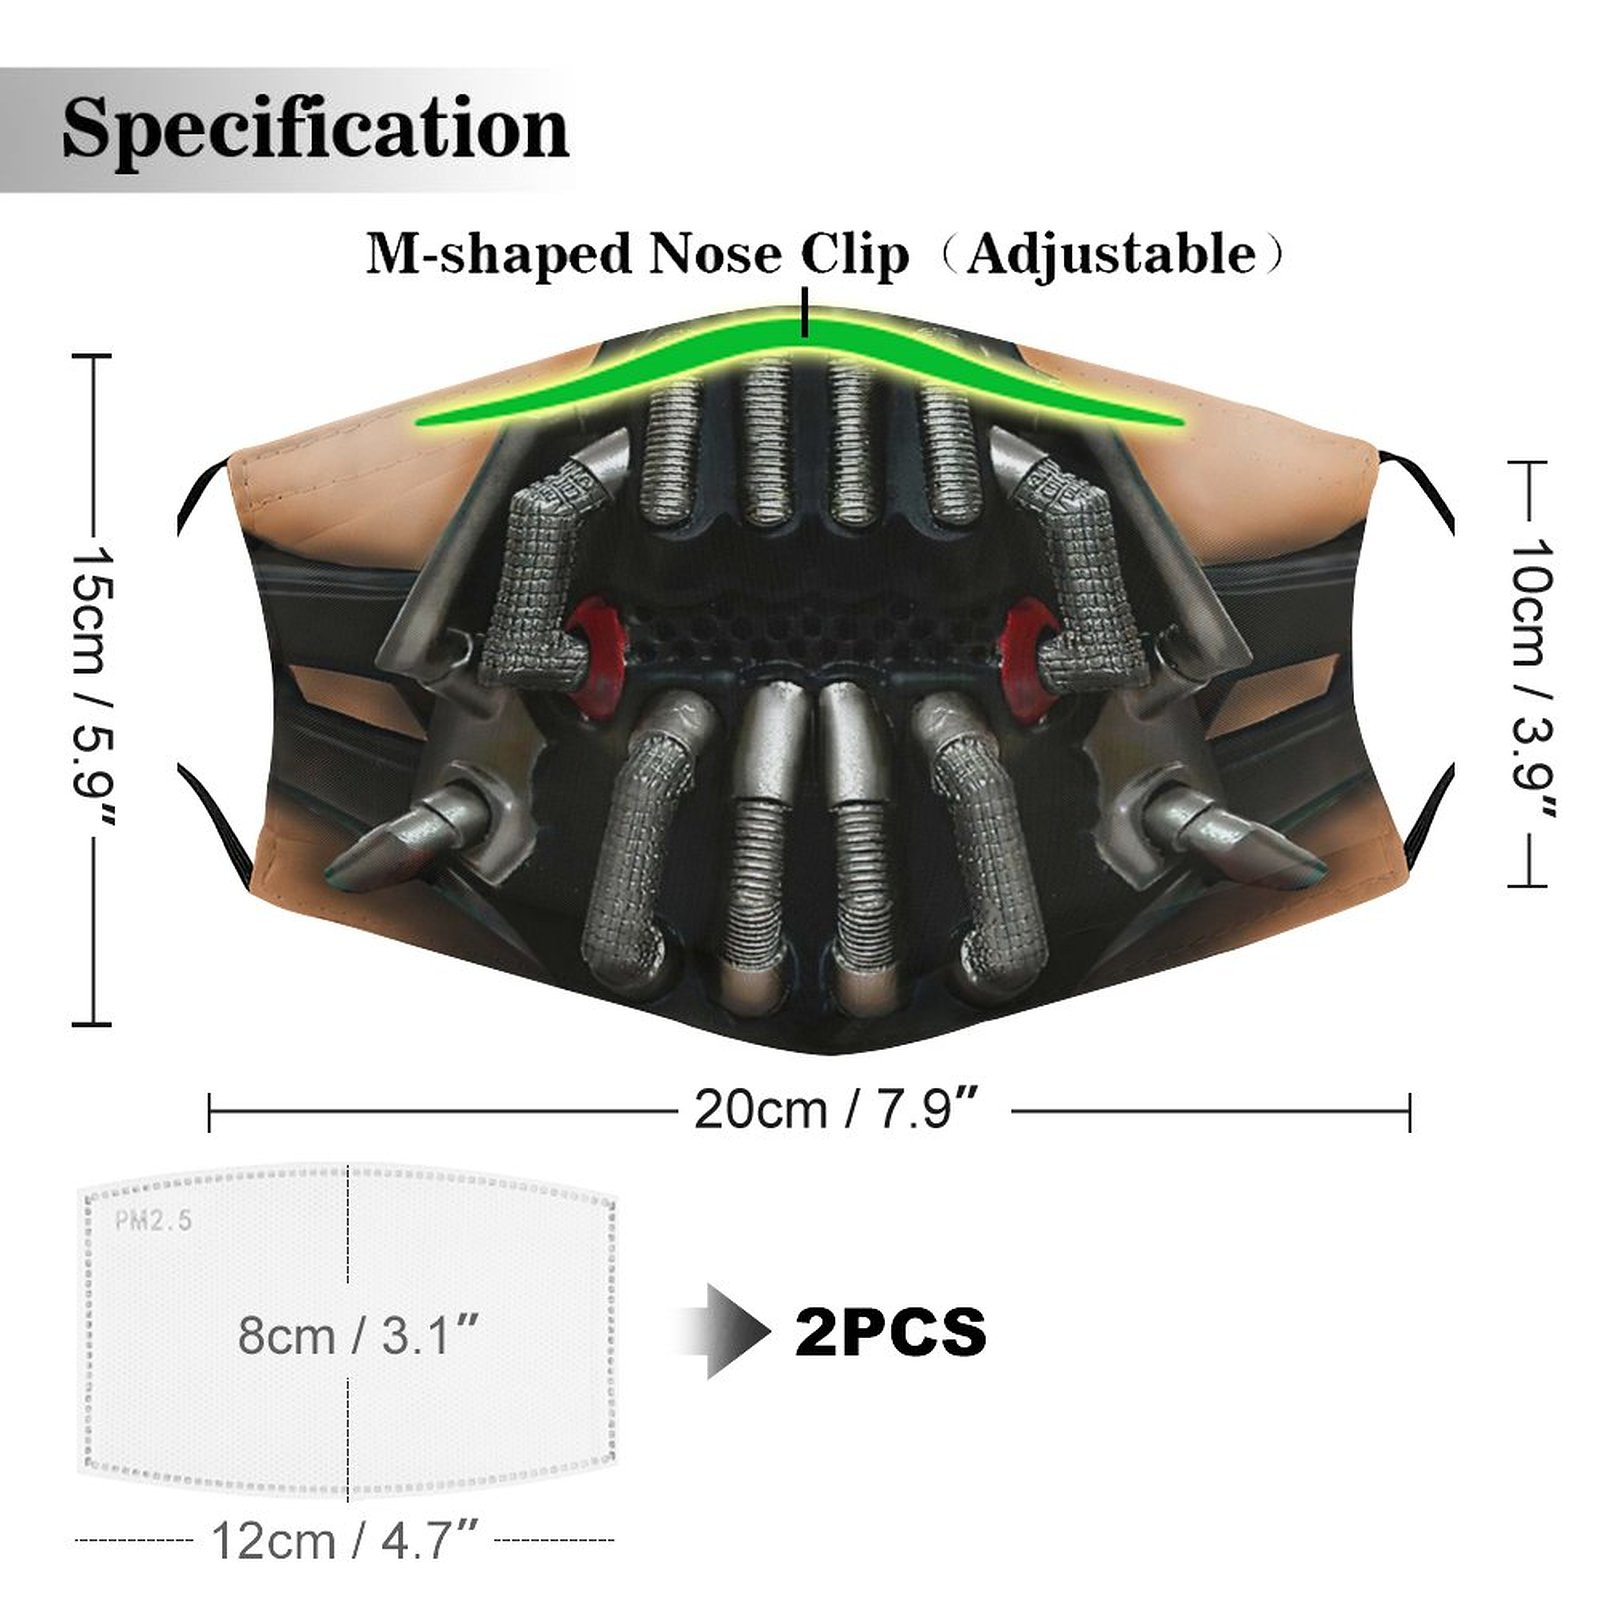 Specification
M-shaped Nose Clip（Adjustable）
15cm / 5.9"
10cm / 3.9"
20cm / 7.9"
PM2.5
8cm / 3.1"
2PCS
12cm / 4.7"